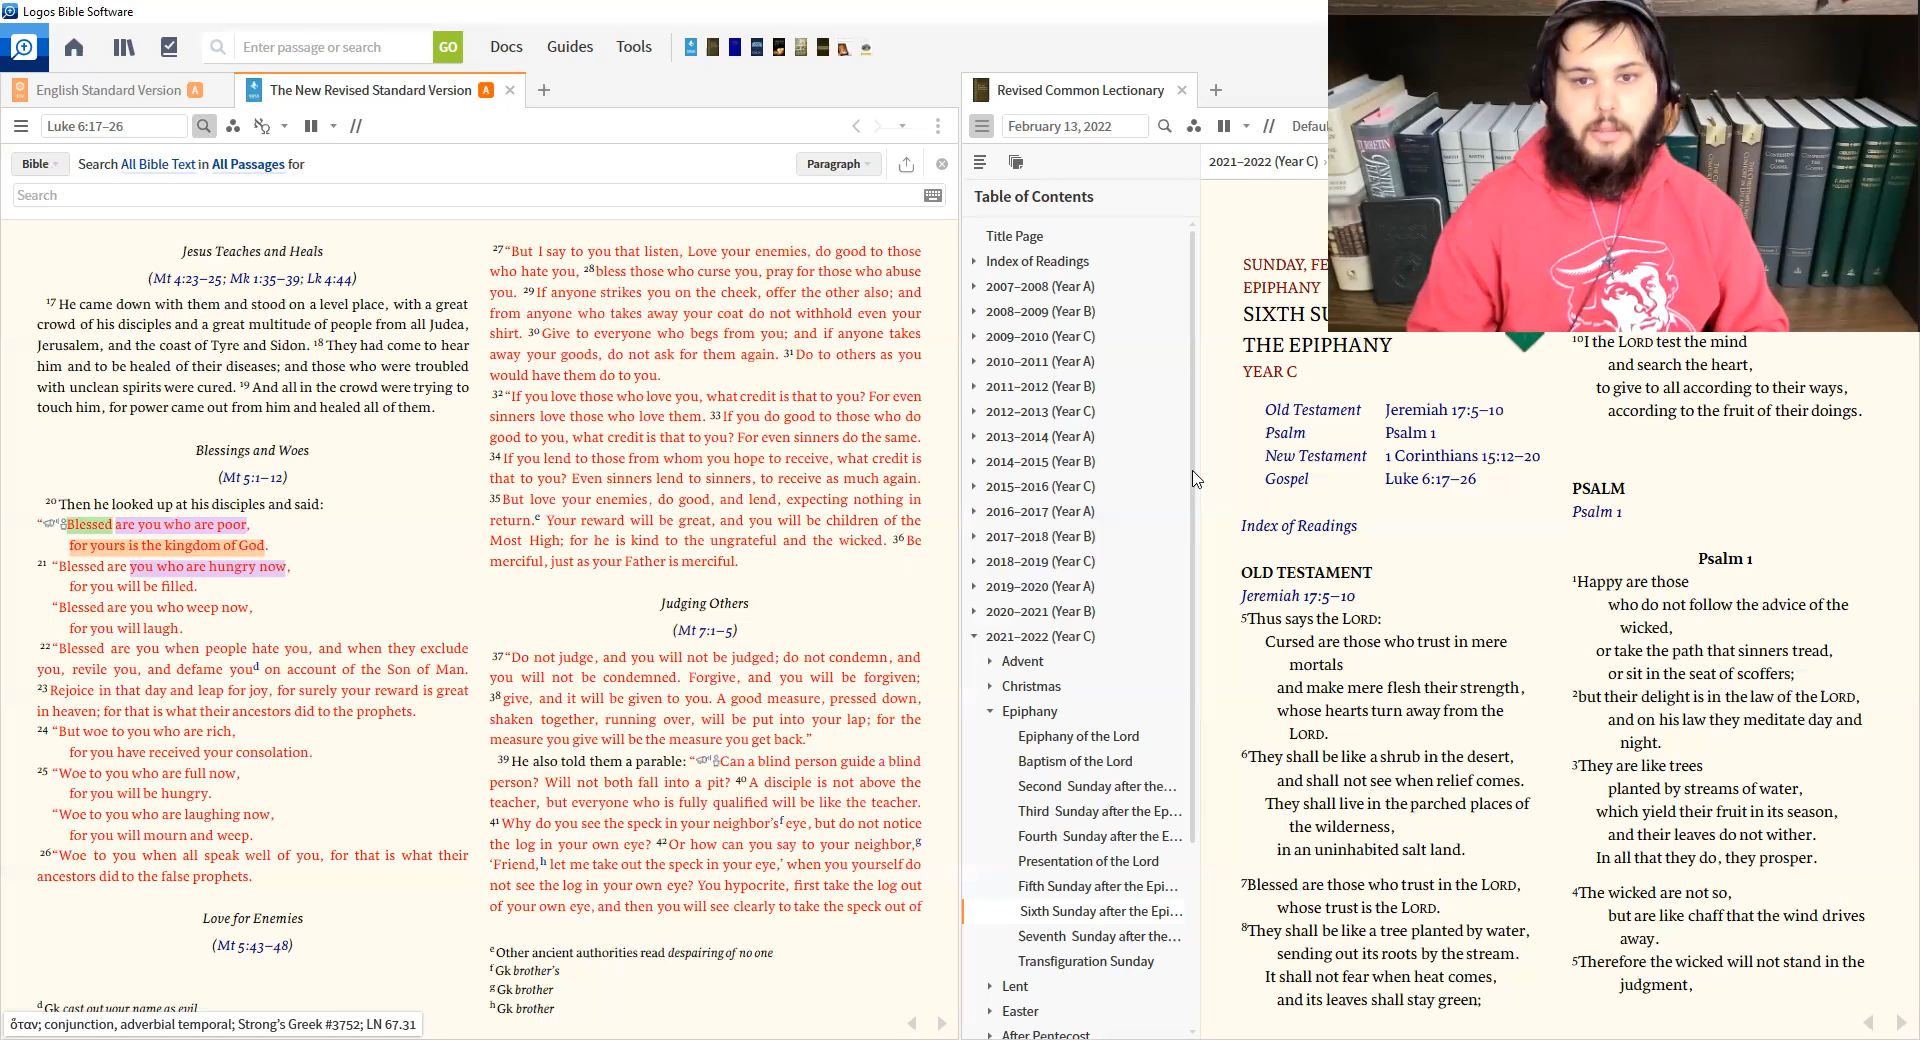 Logos Bible Software
Enter passage or search
GO
Docs
Guides
Tools
English Standard Version A
The New Revised Standard Version A
Luke 6:17–26
Bible
Search All Bible Text in All Passages for
Paragraph
Search
Jesus Teaches and Heals
(Mt 4:23–25; Mk 1:35–39; Lk 4:44)
17 He came down with them and stood on a level place, with a great
crowd of his disciples and a great multitude of people from all Judea,
Jerusalem, and the coast of Tyre and Sidon. 18 They had come to hear
him and to be healed of their diseases; and those who were troubled
with unclean spirits were cured. 19 And all in the crowd were trying to
touch him, for power came out from him and healed all of them.
Blessings and Woes
(Mt 5:1–12)
20 Then he looked up at his disciples and said:
“Blessed are you who are poor,
for yours is the kingdom of God.
21 “Blessed are you who are hungry now,
for you will be filled.
“Blessed are you who weep now,
for you will laugh.
22 “Blessed are you when people hate you, and when they exclude
you, revile you, and defame you d on account of the Son of Man.
23 Rejoice in that day and leap for joy, for surely your reward is great
in heaven; for that is what their ancestors did to the prophets.
24 “But woe to you who are rich,
for you have received your consolation.
25 “Woe to you who are full now,
for you will be hungry.
“Woe to you who are laughing now,
for you will mourn and weep.
26 “Woe to you when all speak well of you, for that is what their
ancestors did to the false prophets.
Love for Enemies
(Mt 5:43–48)
d Gk cast out your name as evil
ὅταν; conjunction, adverbial temporal; Strong’s Greek #3752; LN 67.31
27 “But I say to you that listen, Love your enemies, do good to those
who hate you, 28 bless those who curse you, pray for those who abuse
you. 29 If anyone strikes you on the cheek, offer the other also; and
from anyone who takes away your coat do not withhold even your
shirt. 30 Give to everyone who begs from you; and if anyone takes
away your goods, do not ask for them again. 31 Do to others as you
would have them do to you.
32 “If you love those who love you, what credit is that to you? For even
sinners love those who love them. 33 If you do good to those who do
good to you, what credit is that to you? For even sinners do the same.
34 If you lend to those from whom you hope to receive, what credit is
that to you? Even sinners lend to sinners, to receive as much again.
35 But love your enemies, do good, and lend, expecting nothing in
return. e Your reward will be great, and you will be children of the
Most High; for he is kind to the ungrateful and the wicked. 36 Be
merciful, just as your Father is merciful.
Judging Others
(Mt 7:1–5)
37 “Do not judge, and you will not be judged; do not condemn, and
you will not be condemned. Forgive, and you will be forgiven;
38 give, and it will be given to you. A good measure, pressed down,
shaken together, running over, will be put into your lap; for the
measure you give will be the measure you get back.”
39 He also told them a parable: “Can a blind person guide a blind
person? Will not both fall into a pit? 40 A disciple is not above the
teacher, but everyone who is fully qualified will be like the teacher.
41 Why do you see the speck in your neighbor’s f eye, but do not notice
the log in your own eye? 42 Or how can you say to your neighbor, g
‘Friend, h let me take out the speck in your eye,’ when you yourself do
not see the log in your own eye? You hypocrite, first take the log out
of your own eye, and then you will see clearly to take the speck out of
e Other ancient authorities read despairing of no one
f Gk brother’s
g Gk brother
h Gk brother
Revised Common Lectionary
February 13, 2022
Defau
2021–2022 (Year C)
Table of Contents
Title Page
Index of Readings
2007–2008 (Year A)
2008–2009 (Year B)
2009–2010 (Year C)
2010–2011 (Year A)
2011–2012 (Year B)
2012–2013 (Year C)
2013–2014 (Year A)
2014–2015 (Year B)
2015–2016 (Year C)
2016–2017 (Year A)
2017–2018 (Year B)
2018–2019 (Year C)
2019–2020 (Year A)
2020–2021 (Year B)
2021–2022 (Year C)
Advent
Christmas
Epiphany
Epiphany of the Lord
Baptism of the Lord
Second Sunday after the...
Third Sunday after the Ep...
Fourth Sunday after the E...
Presentation of the Lord
Fifth Sunday after the Epi...
Sixth Sunday after the Epi...
Seventh Sunday after the...
Transfiguration Sunday
Lent
Easter
After Pentecost
SUNDAY, FE
EPIPHANY
SIXTH SU
THE EPIPHANY
YEAR C
Old Testament Jeremiah 17:5–10
Psalm Psalm 1
New Testament 1 Corinthians 15:12–20
Gospel Luke 6:17–26
Index of Readings
OLD TESTAMENT
Jeremiah 17:5–10
5 Thus says the LORD:
Cursed are those who trust in mere
mortals
and make mere flesh their strength,
whose hearts turn away from the
LORD.
6 They shall be like a shrub in the desert,
and shall not see when relief comes.
They shall live in the parched places of
the wilderness,
in an uninhabited salt land.
7 Blessed are those who trust in the LORD,
whose trust is the LORD.
8 They shall be like a tree planted by water,
sending out its roots by the stream.
It shall not fear when heat comes,
and its leaves shall stay green;
10 I the LORD test the mind
and search the heart,
to give to all according to their ways,
according to the fruit of their doings.
PSALM
Psalm 1
Psalm 1
1 Happy are those
who do not follow the advice of the
wicked,
or take the path that sinners tread,
or sit in the seat of scoffers;
2 but their delight is in the law of the LORD,
and on his law they meditate day and
night.
3 They are like trees
planted by streams of water,
which yield their fruit in its season,
and their leaves do not wither.
In all that they do, they prosper.
4 The wicked are not so,
but are like chaff that the wind drives
away.
5 Therefore the wicked will not stand in the
judgment,